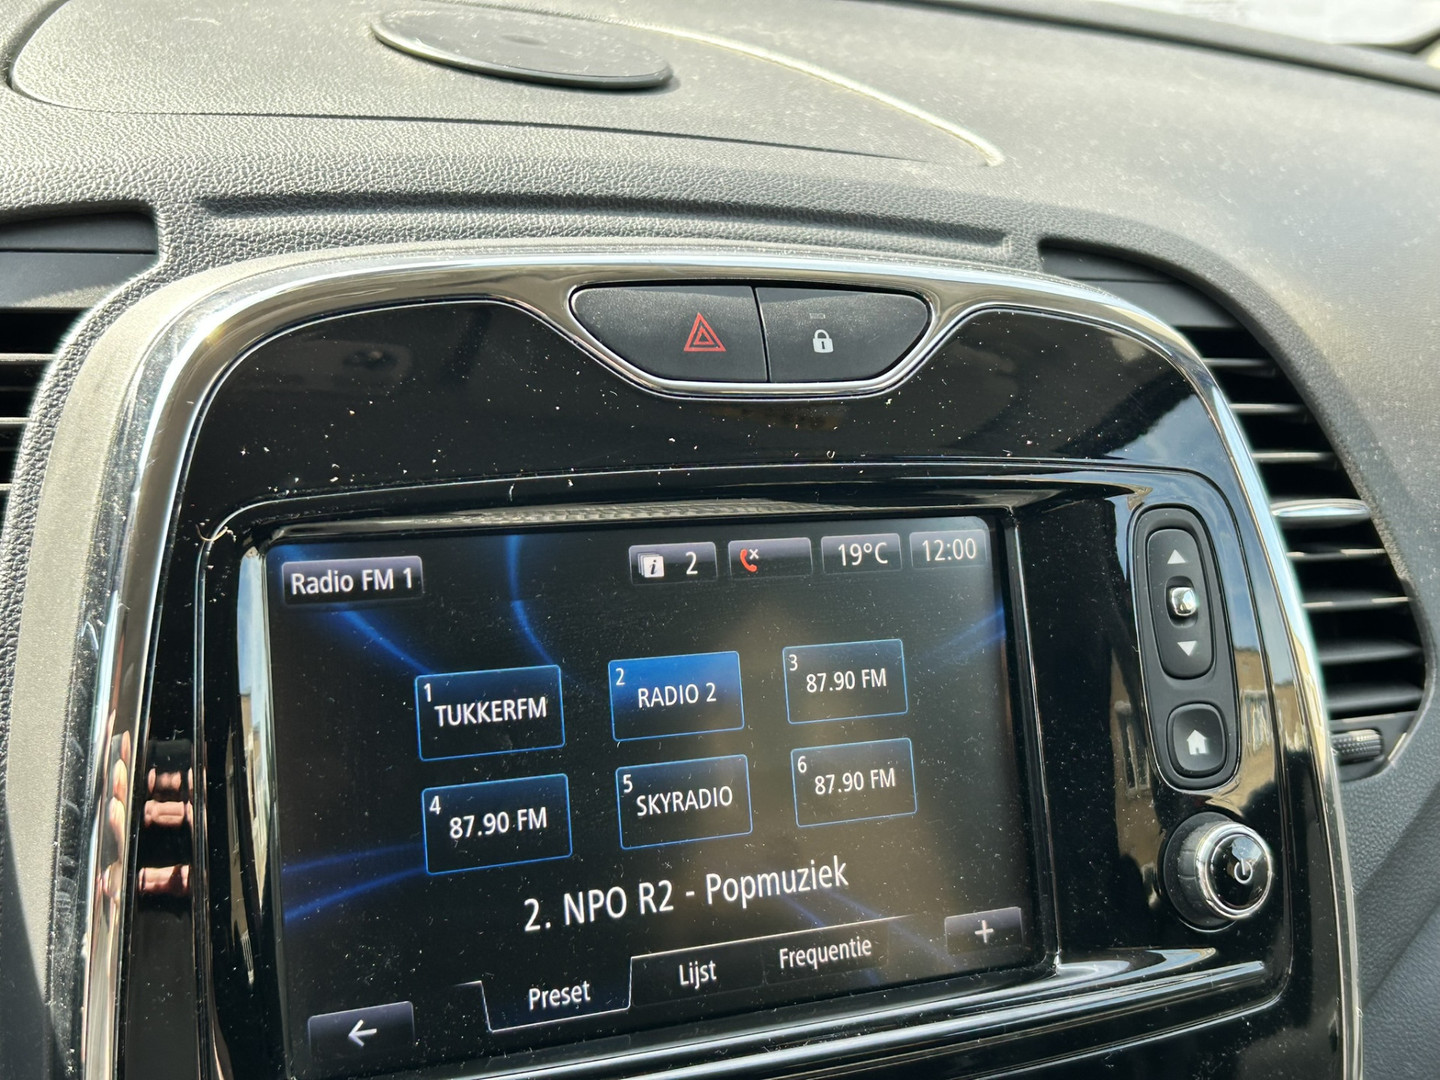 Radio FM 1
i 2
19°C
12:00
1 TUKKERFM
2 RADIO 2
3 87.90 FM
4 87.90 FM
5 SKYRADIO
6 87.90 FM
2. NPO R2 - Popmuziek
Preset
Lijst
Frequentie
+